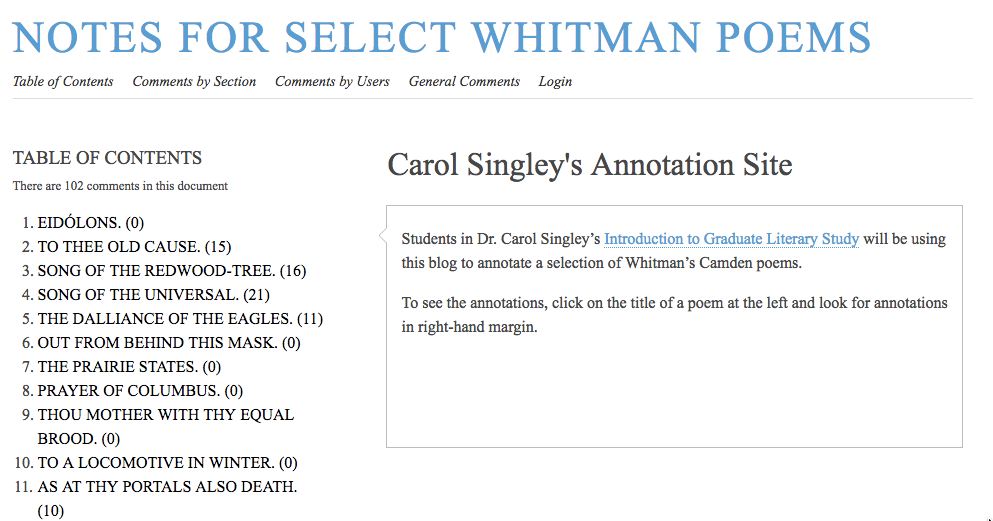 NOTES FOR SELECT WHITMAN POEMS
Table of Contents Comments by Section Comments by Users General Comments Login
TABLE OF CONTENTS
There are 102 comments in this document
1. EIDÓLONS. (0)
2. TO THEE OLD CAUSE. (15)
3. SONG OF THE REDWOOD-TREE. (16)
4. SONG OF THE UNIVERSAL. (21)
5. THE DALLIANCE OF THE EAGLES. (11)
6. OUT FROM BEHIND THIS MASK. (0)
7. THE PRAIRIE STATES. (0)
8. PRAYER OF COLUMBUS. (0)
9. THOU MOTHER WITH THY EQUAL
BROOD. (0)
10. TO A LOCOMOTIVE IN WINTER. (0)
11. AS AT THY PORTALS ALSO DEATH.
(10)
Carol Singley's Annotation Site
Students in Dr. Carol Singley’s Introduction to Graduate Literary Study will be using
this blog to annotate a selection of Whitman’s Camden poems.
To see the annotations, click on the title of a poem at the left and look for annotations
in right-hand margin.